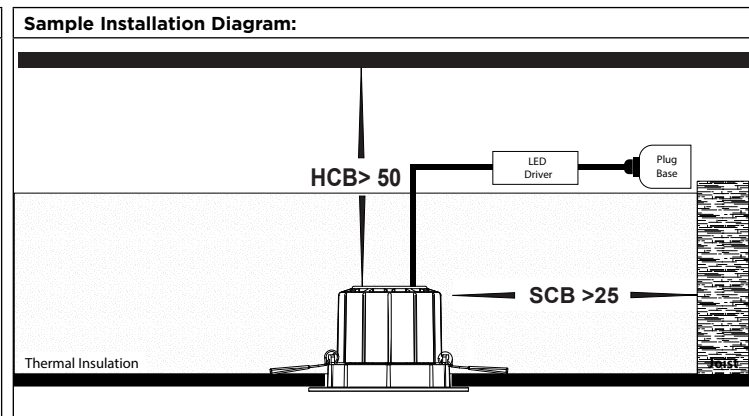 Sample Installation Diagram:
HCB> 50
LED
Driver
Plug
Base
SCB >25
Thermal Insulation
Joist